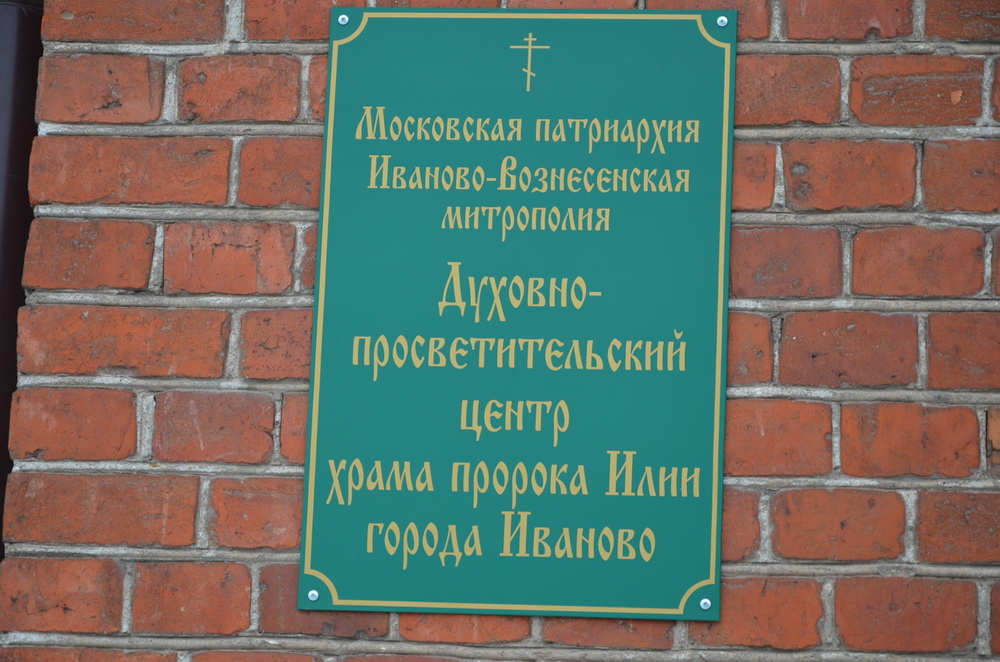 Московская патриархия
Иваново-Вознесенская
митрополия
Духовно-
просветительский
центр
храма пророка Илии
города Иваново